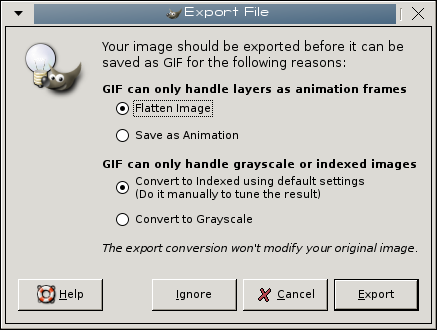 Export File
Your image should be exported before it can be
saved as GIF for the following reasons:
GIF can only handle layers as animation frames
Flatten Image
Save as Animation
GIF can only handle grayscale or indexed images
Convert to Indexed using default settings
(Do it manually to tune the result)
Convert to Grayscale
The export conversion won't modify your original image.
Help
Ignore
Cancel
Export